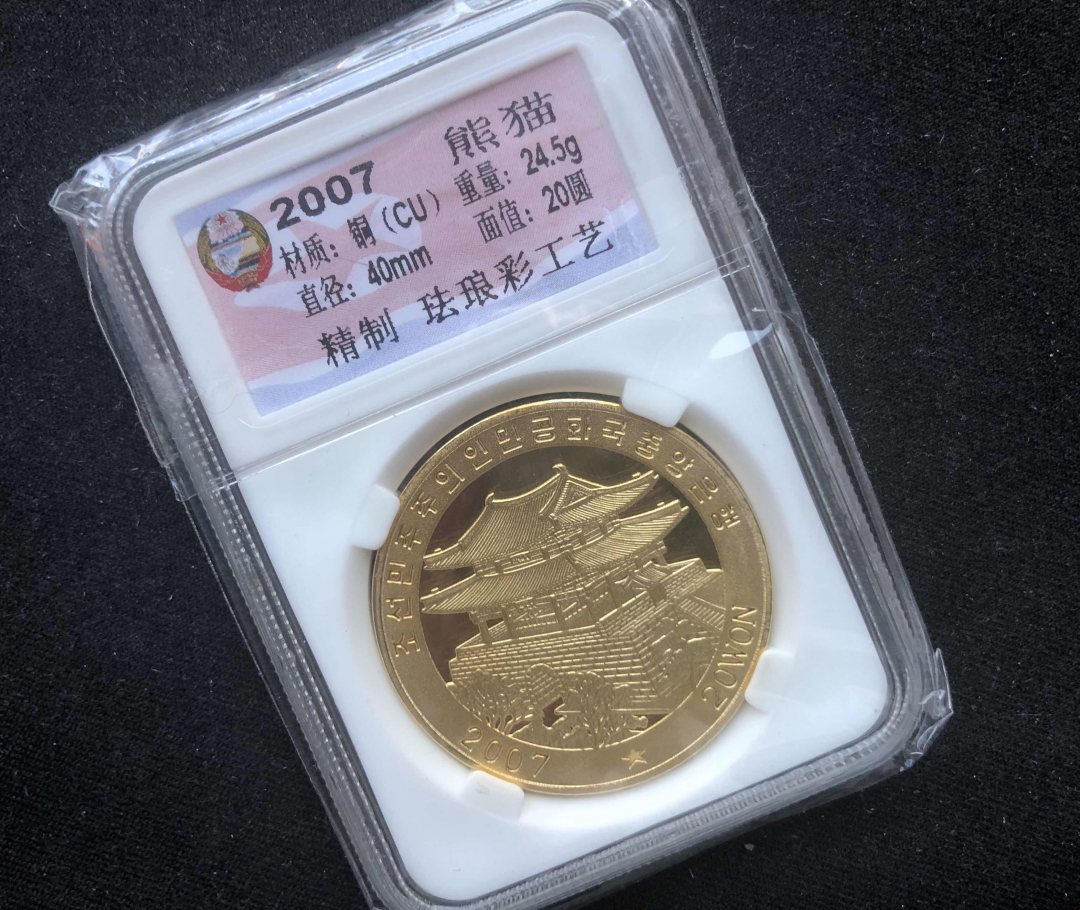 2007 熊猫
材质：铜（CU）重量：24.5g
直径：40mm 面值：20圆
精制 珐琅彩工艺
조선민주주의인민공화국중앙은행
2007 20WON